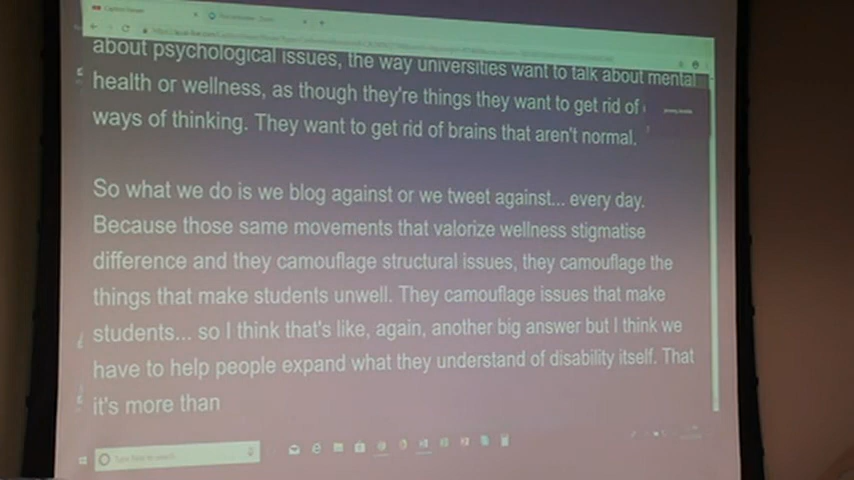 about psychological issues, the way universities want to talk about mental
health or wellness, as though they're things they want to get rid of
ways of thinking. They want to get rid of brains that aren't normal.
So what we do is we blog against or we tweet against... every day.
Because those same movements that valorize wellness stigmatise
difference and they camouflage structural issues, they camouflage the
things that make students unwell. They camouflage issues that make
students... so I think that's like, again, another big answer but I think we
have to help people expand what they understand of disability itself. That
it's more than
Type here to search